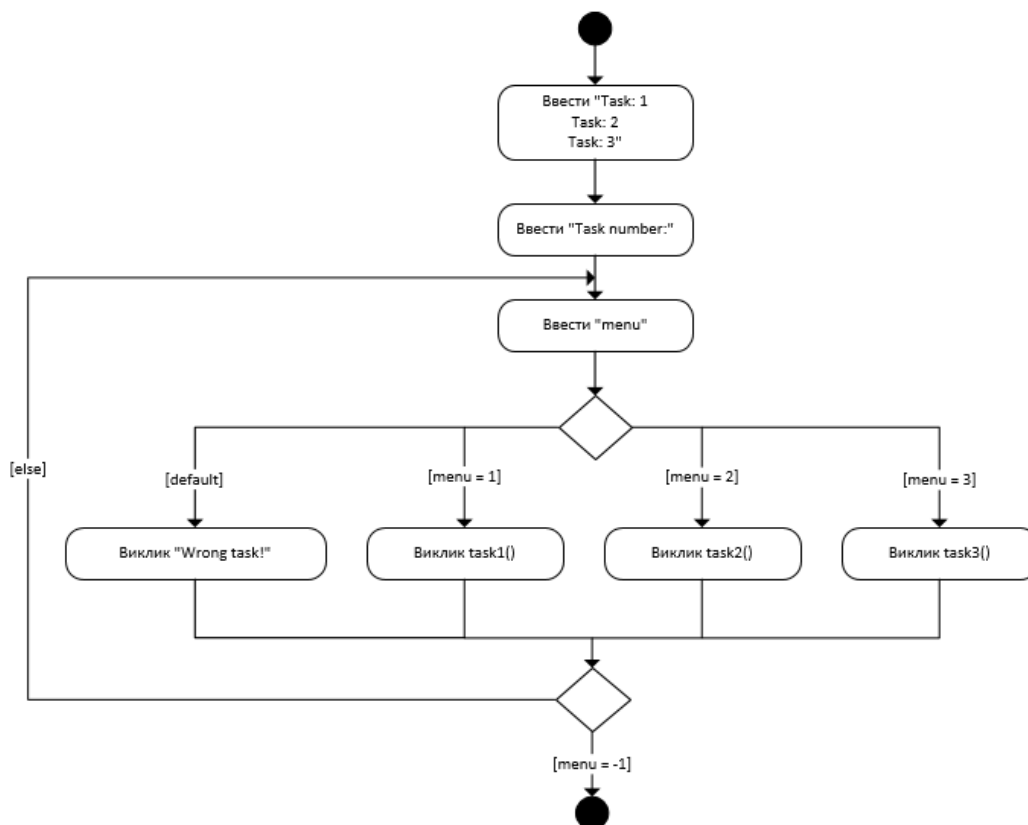 Ввести "Task: 1
Task: 2
Task: 3"
Ввести "Task number:"
Ввести "menu"
[else]
[default]
[menu = 1]
[menu = 2]
[menu = 3]
Виклик "Wrong task!"
Виклик task1()
Виклик task2()
Виклик task3()
[menu = -1]